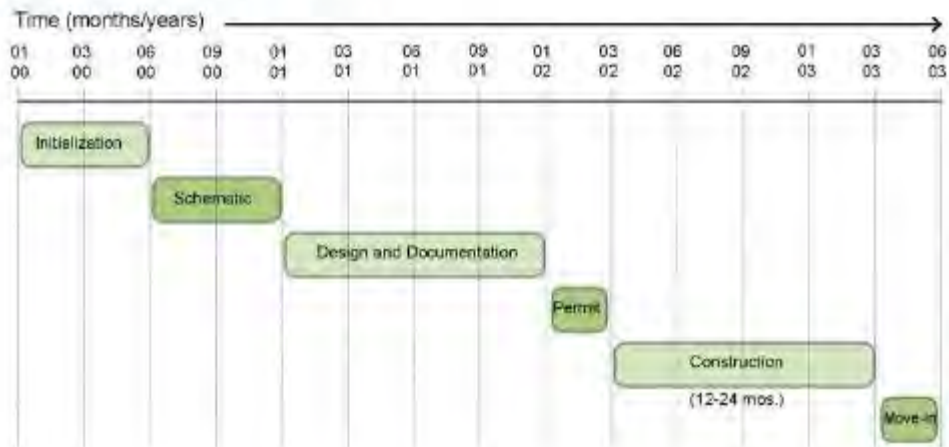 Time (months/years)
01 03 06 09 01 03 06 09 01 03 06 09 01 03 06
00 00 00 00 01 01 01 01 02 02 02 02 03 03 03
Initialization
Schematic
Design and Documentation
Permit
Construction
(12-24 mos.)
Move-in